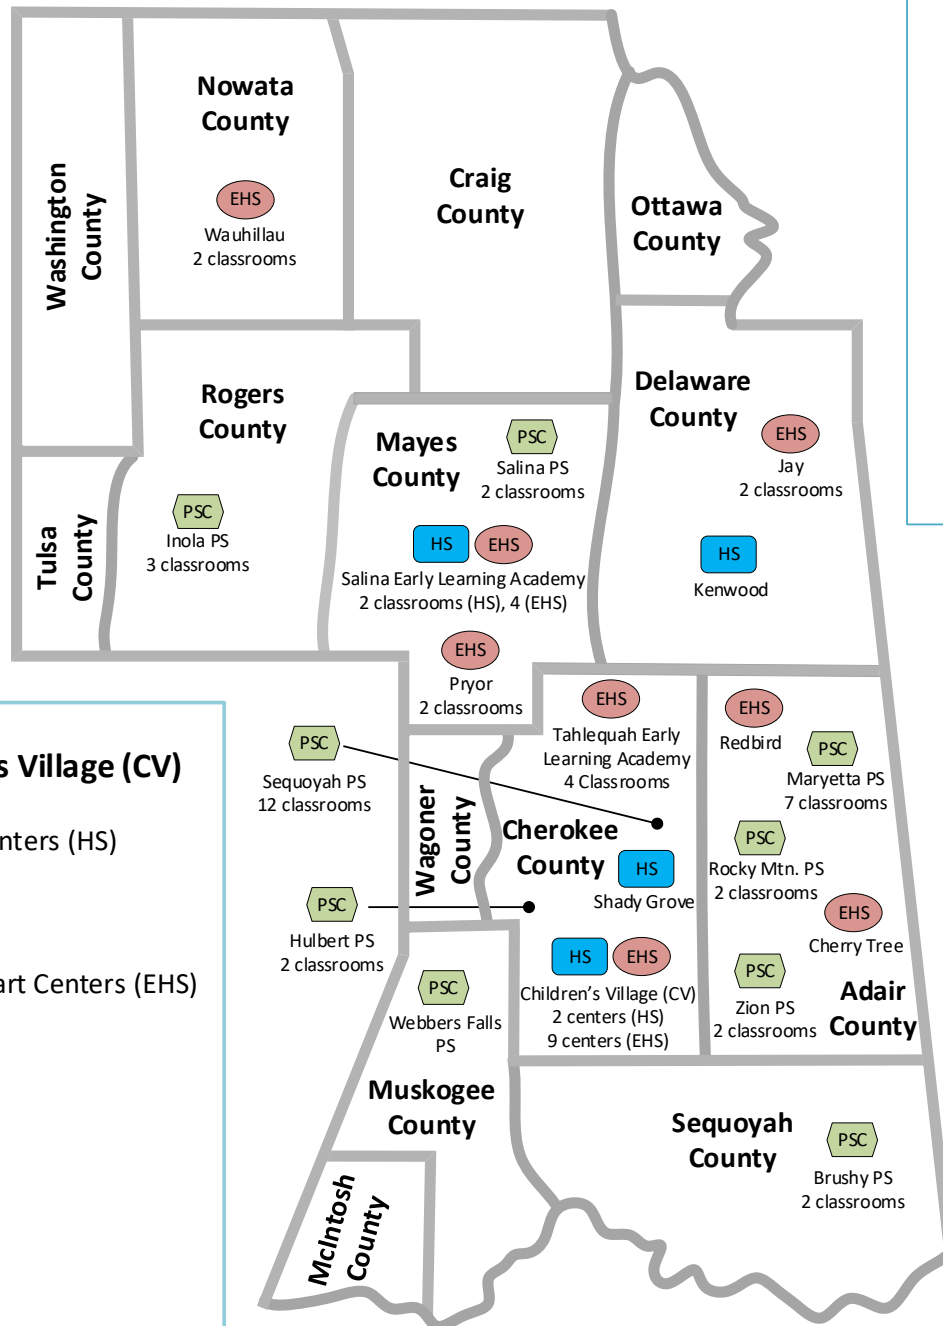 Nowata
County
EHS
Wauhillau
2 classrooms
Washington
County
Craig
County
Ottawa
County
Rogers
County
PSC
Inola PS
3 classrooms
Tulsa
County
Mayes
County
PSC
Salina PS
2 classrooms
HS EHS
Salina Early Learning Academy
2 classrooms (HS), 4 (EHS)
EHS
Pryor
2 classrooms
Delaware
County
EHS
Jay
2 classrooms
HS
Kenwood
s Village (CV)
nters (HS)
art Centers (EHS)
PSC
Sequoyah PS
12 classrooms
PSC
Hulbert PS
2 classrooms
Wagoner
County
EHS
Tahlequah Early
Learning Academy
4 Classrooms
Cherokee
County
HS
Shady Grove
HS EHS
Children’s Village (CV)
2 centers (HS)
9 centers (EHS)
EHS
Redbird
PSC
Maryetta PS
7 classrooms
PSC
Rocky Mtn. PS
2 classrooms
EHS
Cherry Tree
PSC
Zion PS
2 classrooms
Adair
County
PSC
Webbers Falls
PS
Muskogee
County
McIntosh
County
Sequoyah
County
PSC
Brushy PS
2 classrooms